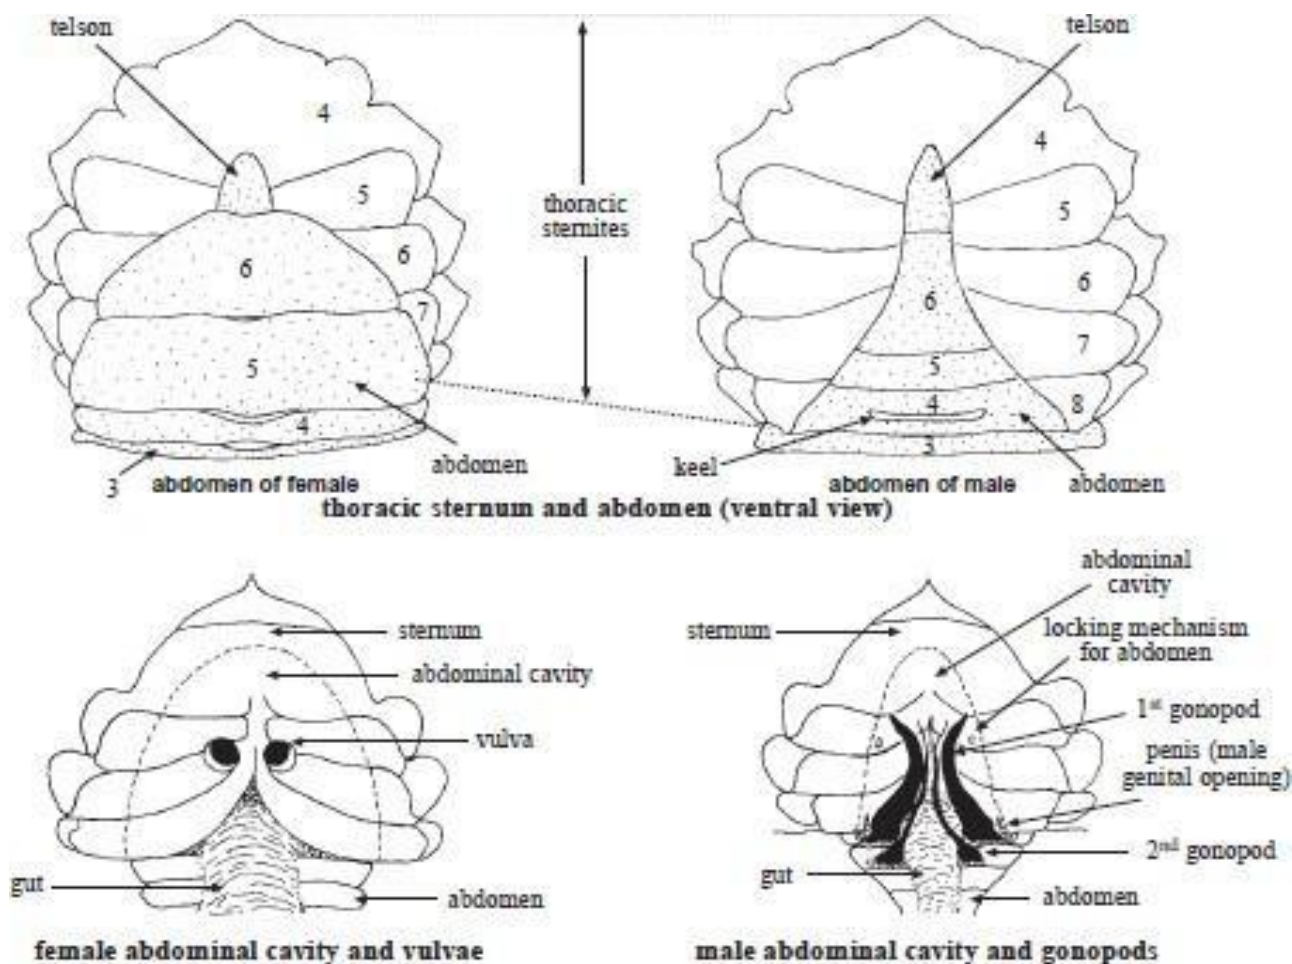 telson
telson
4
4
5
5
thoracic
sternites
6
6
6
6
7
7
5
5
4
4
8
3
3
keel
abdomen
abdomen
abdomen of female
abdomen of male
thoracic sternum and abdomen (ventral view)
sternum
abdominal cavity
vulva
gut
abdomen
female abdominal cavity and vulvae
abdominal
cavity
sternum
locking mechanism
for abdomen
1st gonopod
penis (male
genital opening)
2nd gonopod
gut
abdomen
male abdominal cavity and gonopods